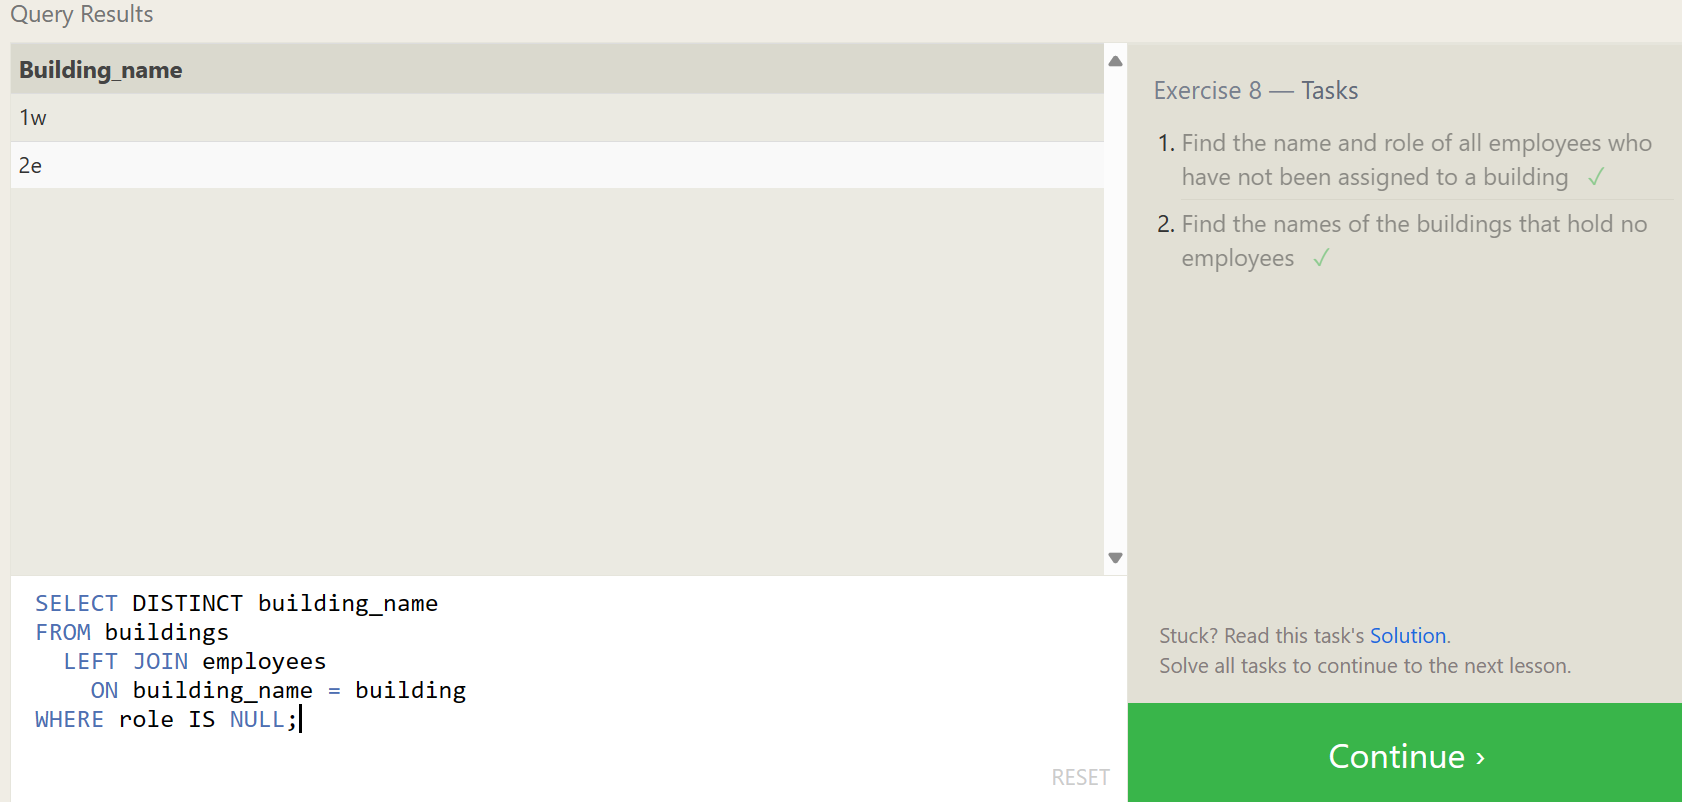 Query Results
Building_name
1w
2e
SELECT DISTINCT building_name
FROM buildings
LEFT JOIN employees
ON building_name = building
WHERE role IS NULL;
RESET
Exercise 8 — Tasks
1. Find the name and role of all employees who
have not been assigned to a building ✓
2. Find the names of the buildings that hold no
employees ✓
Stuck? Read this task's Solution.
Solve all tasks to continue to the next lesson.
Continue ›